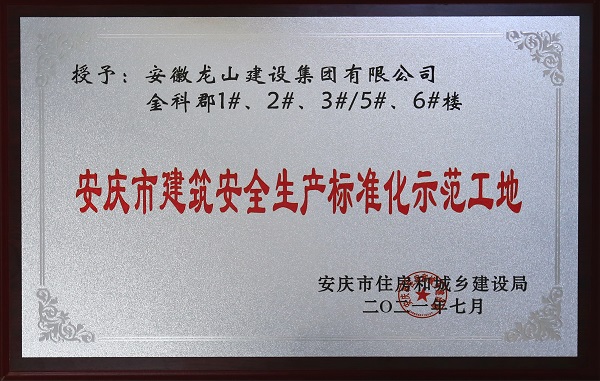 授予：安徽龙山建设集团有限公司
金科郡1#、2#、3#/5#、6#楼
安庆市建筑安全生产标准化示范工地
安庆市住房和城乡建设局
二〇二一年七月